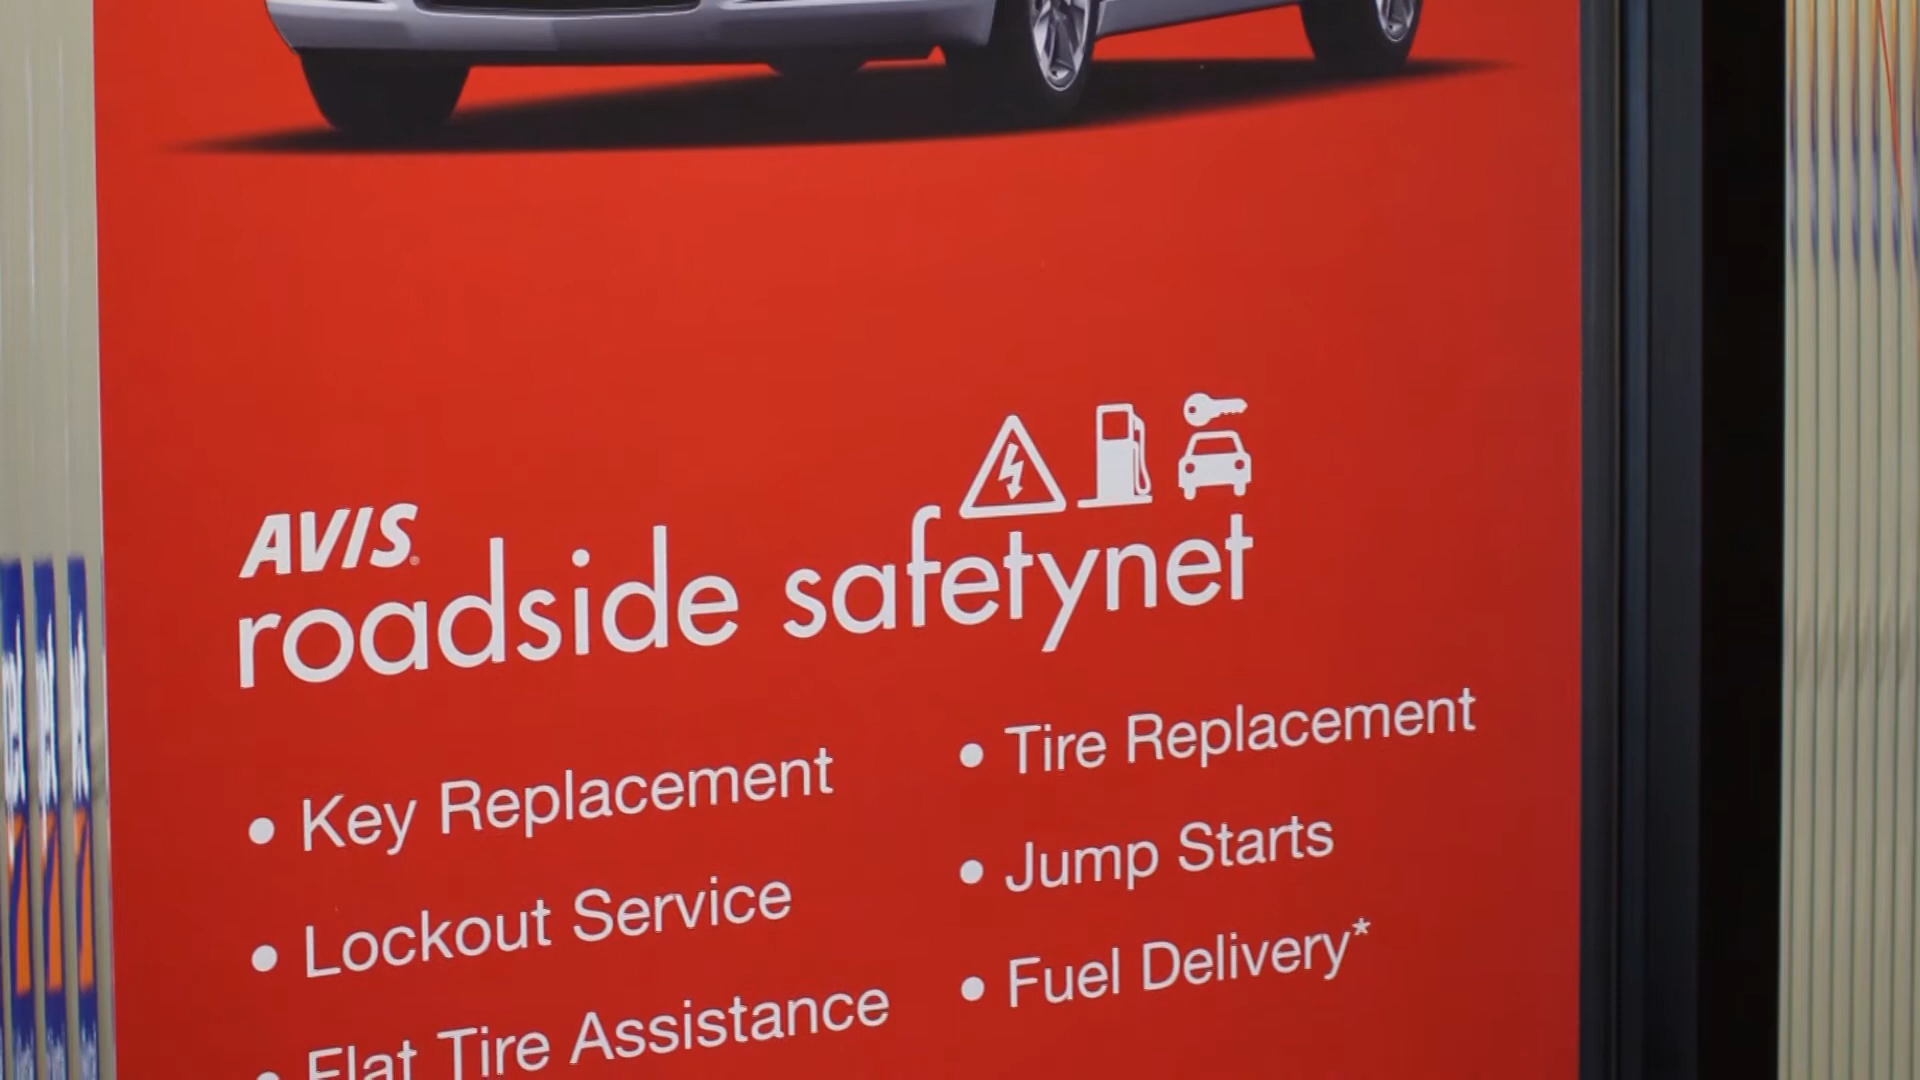 AVIS®
roadside safetynet
• Key Replacement
• Lockout Service
• Flat Tire Assistance
• Tire Replacement
• Jump Starts
• Fuel Delivery*